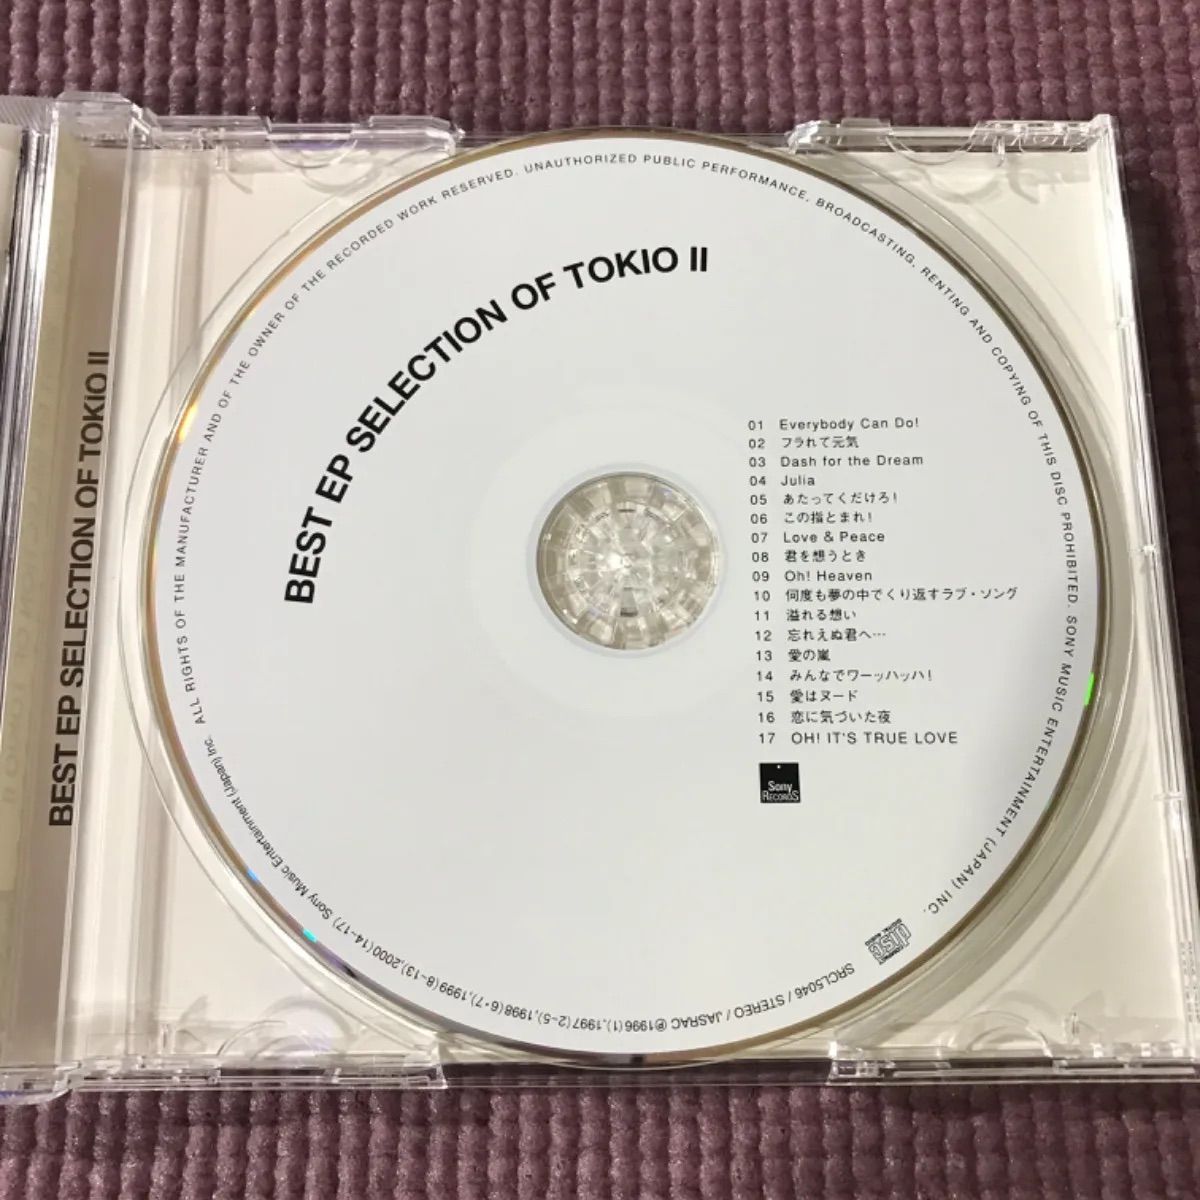 BEST EP SELECTION OF TOKIO II
BEST EP SELECTION OF TOKIO II
01 Everybody Can Do!
02 フラれて元気
03 Dash for the Dream
04 Julia
05 あたってくだけろ!
06 この指とまれ!
07 Love & Peace
08 君を想うとき
09 Oh! Heaven
10 何度も夢の中でくり返すラブ・ソング
11 溢れる想い
12 忘れえぬ君へ…
13 愛の嵐
14 みんなでワーッハッハ!
15 愛はヌード
16 恋に気づいた夜
17 OH! IT'S TRUE LOVE
Sony
RECORDS
ALL RIGHTS OF THE MANUFACTURER AND OF THE OWNER OF THE RECORDED WORK RESERVED. UNAUTHORIZED PUBLIC PERFORMANCE, BROADCASTING, RENTING AND COPYING OF THIS DISC PROHIBITED. SONY MUSIC ENTERTAINMENT (JAPAN) INC.
COMPACT
disc
DIGITAL AUDIO
SRCL5046 / STEREO / JASRAC ℗1996(1),1997(2~5),1998(6・7),1999(8~13),2000(14~17) Sony Music Entertainment (Japan) Inc.